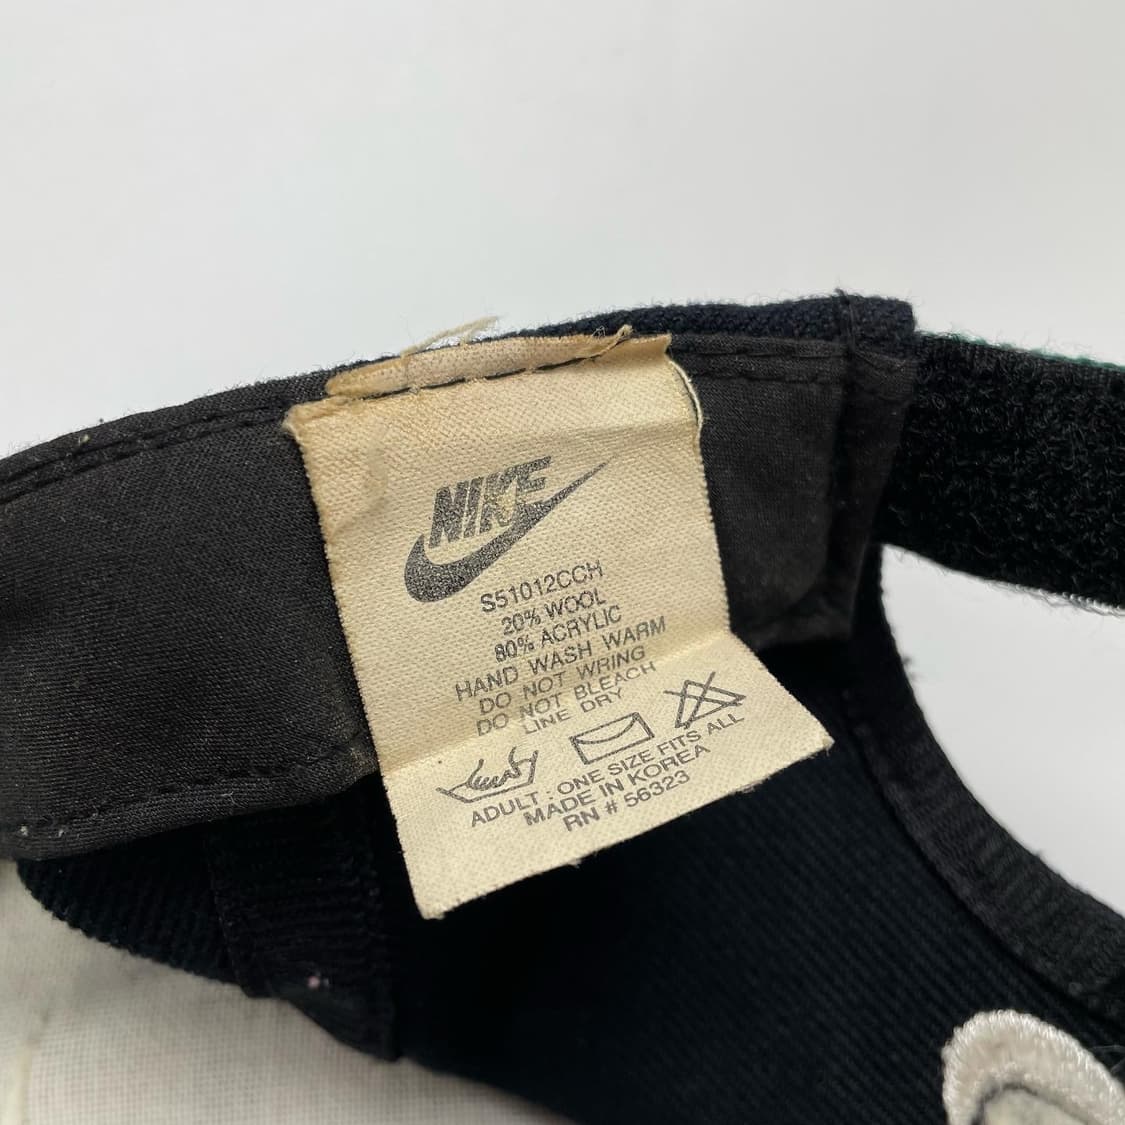 NIKE
S51012CCH
20% WOOL
80% ACRYLIC
HAND WASH WARM
DO NOT WRING
DO NOT BLEACH
LINE DRY
ADULT : ONE SIZE FITS ALL
MADE IN KOREA
RN # 56323